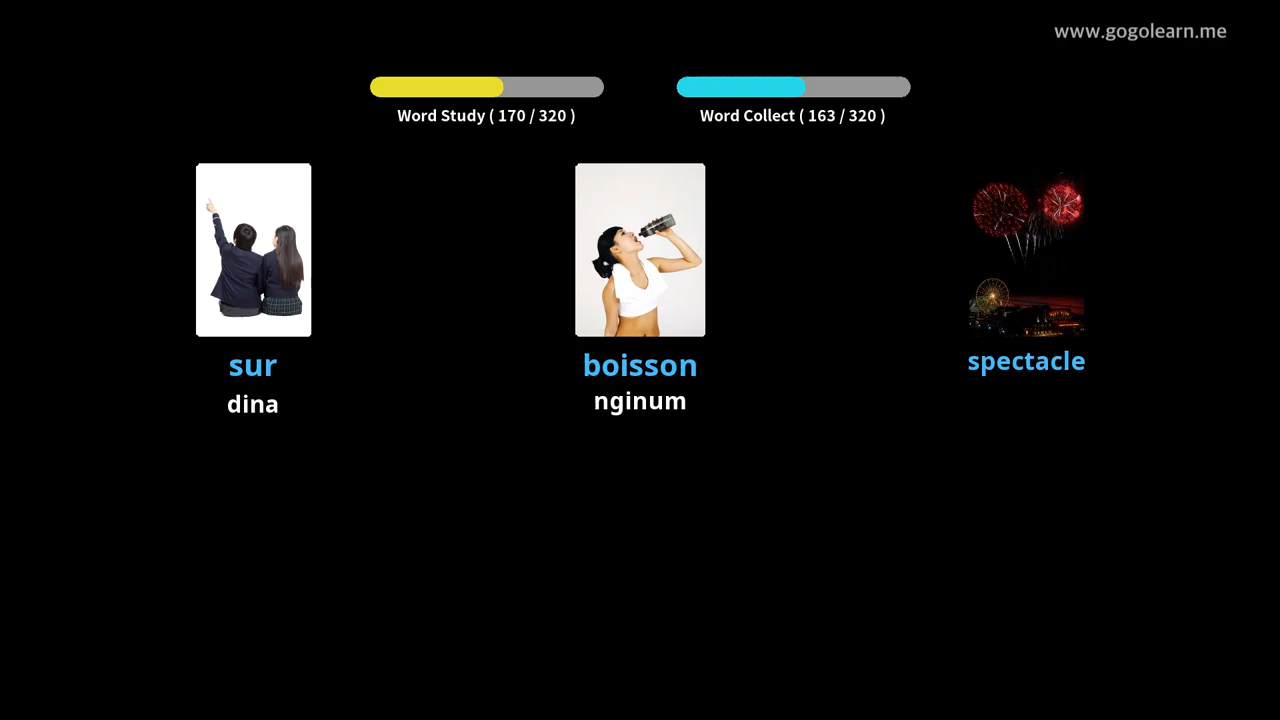 www.gogolearn.me
Word Study ( 170 / 320 )
Word Collect ( 163 / 320 )
sur
dina
boisson
nginum
spectacle